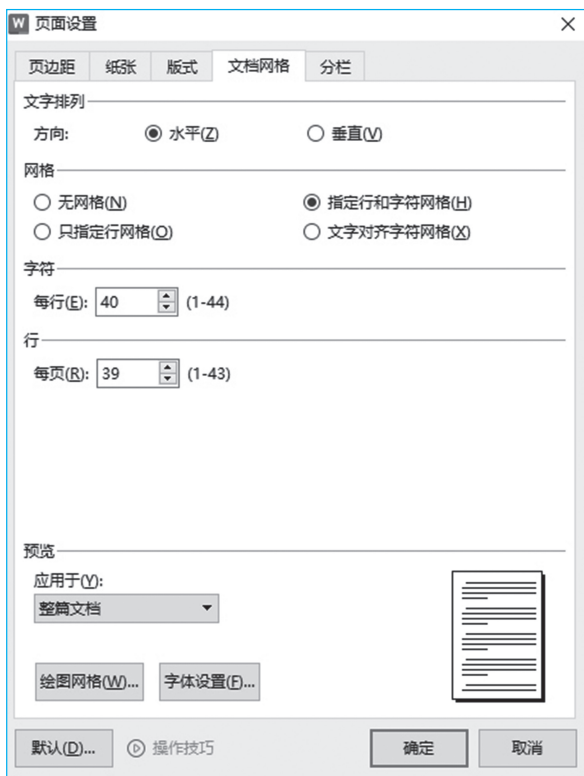 W 页面设置
页边距 纸张 版式 文档网格 分栏
文字排列
方向: 水平(Z) 垂直(V)
网格
无网格(N) 指定行和字符网格(H)
只指定行网格(O) 文字对齐字符网格(X)
字符
每行(E): 40 (1-44)
行
每页(R): 39 (1-43)
预览
应用于(Y):
整篇文档
绘图网格(W)... 字体设置(F)...
默认(D)... 操作技巧 确定 取消